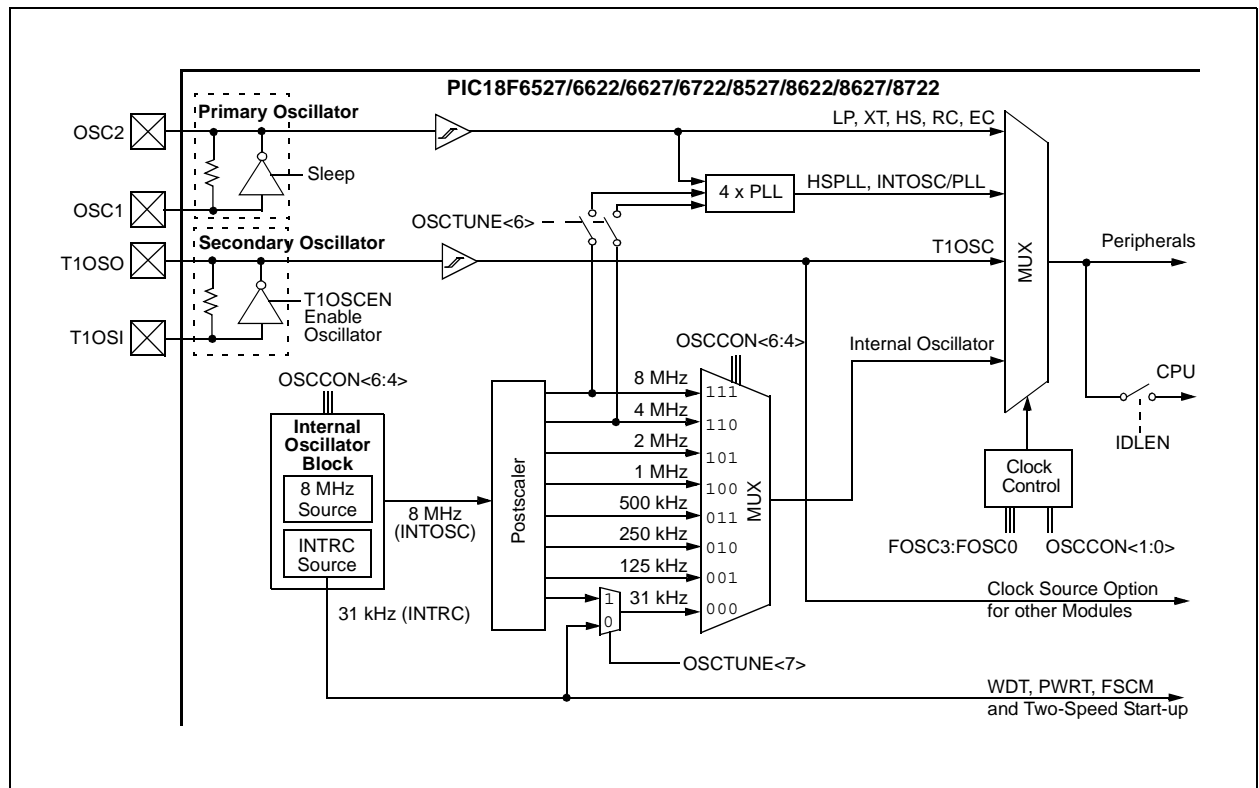 PIC18F6527/6622/6627/6722/8527/8622/8627/8722
Primary Oscillator
OSC2
LP, XT, HS, RC, EC
Sleep
4 x PLL
HSPLL, INTOSC/PLL
OSC1
OSCTUNE<6>
Secondary Oscillator
T1OSO
T1OSC
MUX
Peripherals
T1OSCEN
Enable
Oscillator
T1OSI
OSCCON<6:4>
Internal Oscillator
CPU
IDLEN
OSCCON<6:4>
Internal
Oscillator
Block
8 MHz
Source
INTRC
Source
8 MHz
(INTOSC)
31 kHz (INTRC)
Postscaler
8 MHz
111
4 MHz
110
2 MHz
101
1 MHz
100
500 kHz
011
250 kHz
010
125 kHz
001
1
0
31 kHz
000
MUX
OSCTUNE<7>
Clock
Control
FOSC3:FOSC0
OSCCON<1:0>
Clock Source Option
for other Modules
WDT, PWRT, FSCM
and Two-Speed Start-up